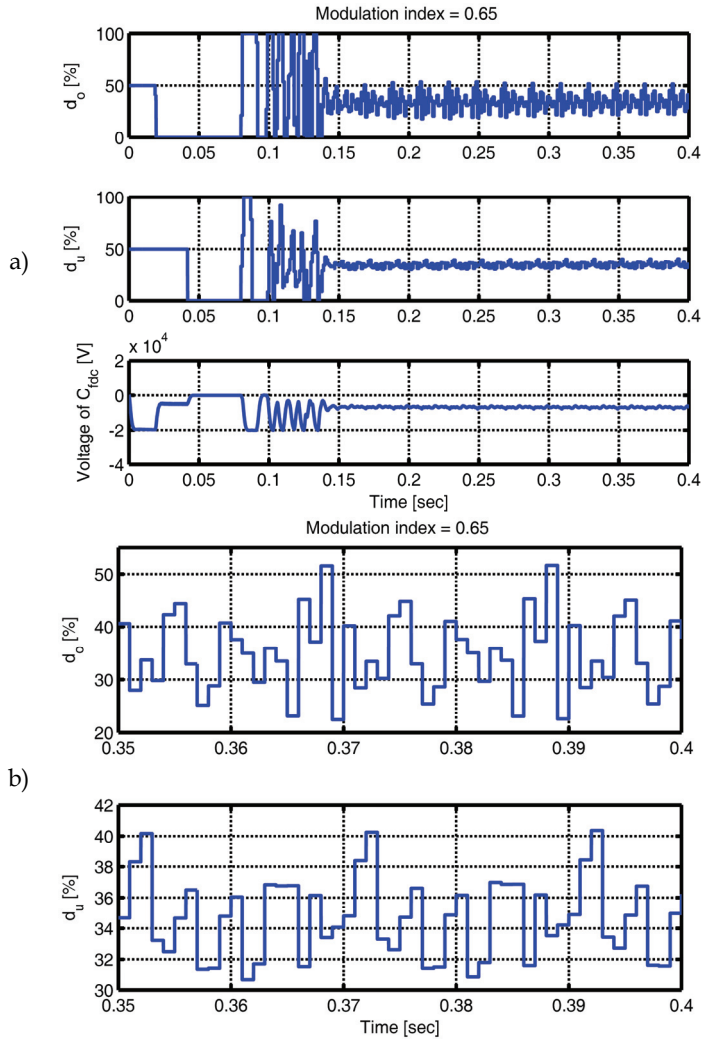 Modulation index = 0.65
d_o [%]
100
50
0
0 0.05 0.1 0.15 0.2 0.25 0.3 0.35 0.4
a)
d_u [%]
100
50
0
0 0.05 0.1 0.15 0.2 0.25 0.3 0.35 0.4
x 10^4
Voltage of C_fdc [V]
2
0
-2
-4
0 0.05 0.1 0.15 0.2 0.25 0.3 0.35 0.4
Time [sec]
Modulation index = 0.65
d_o [%]
50
40
30
20
0.35 0.36 0.37 0.38 0.39 0.4
b)
d_u [%]
42
40
38
36
34
32
30
0.35 0.36 0.37 0.38 0.39 0.4
Time [sec]